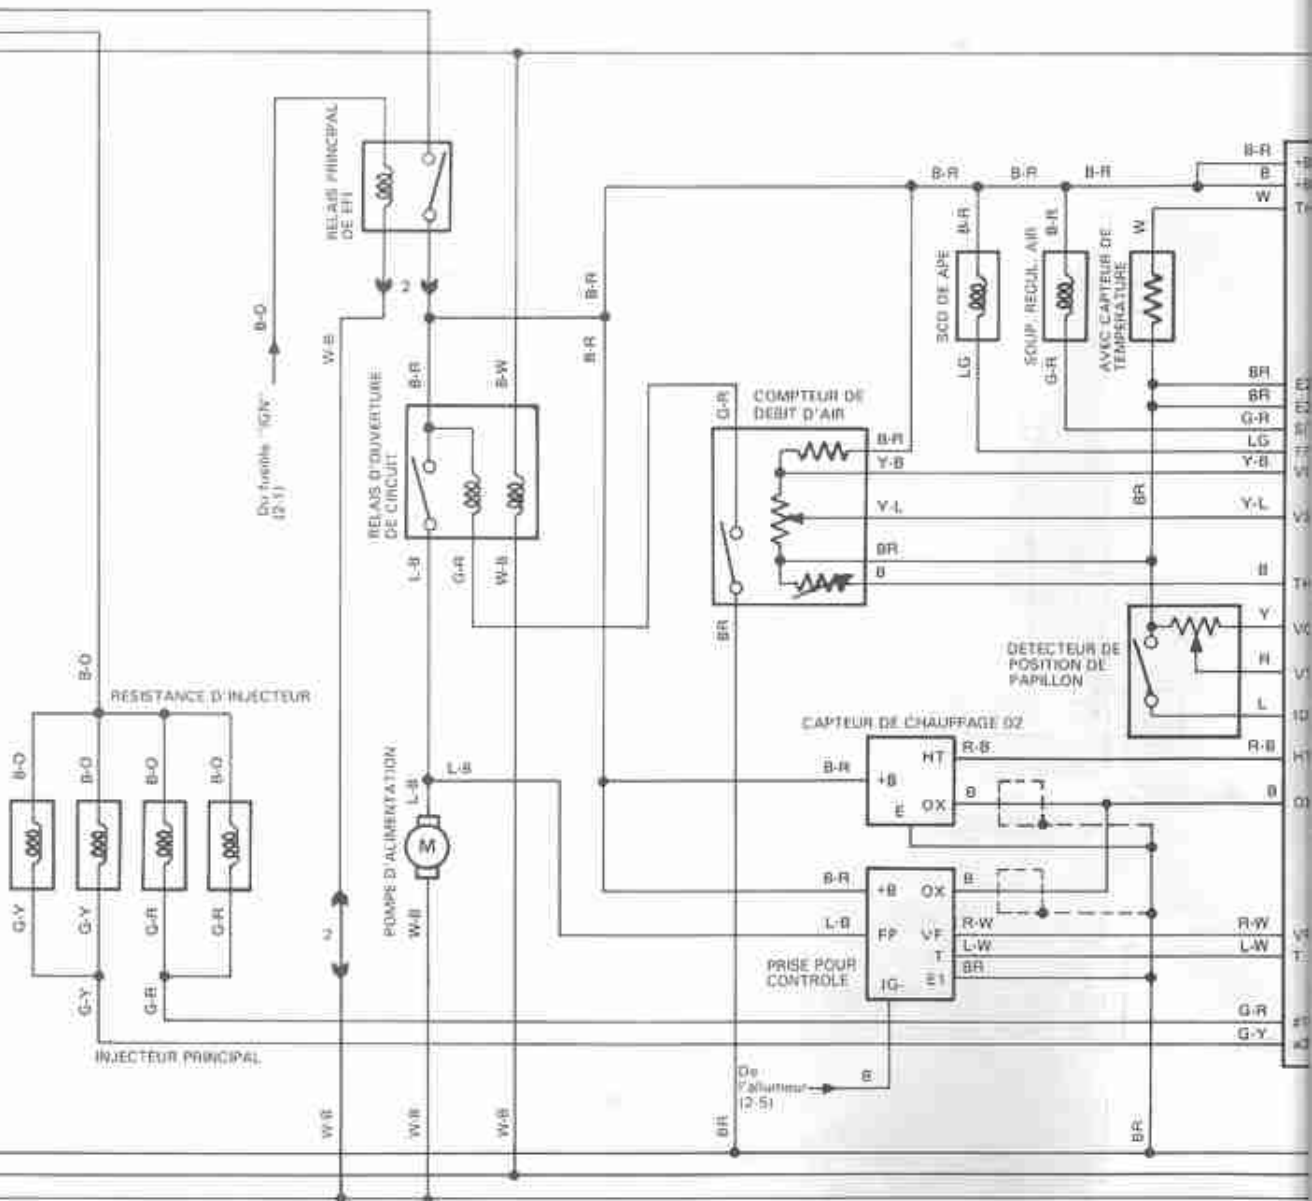 RELAIS PRINCIPAL
DE EFI
B-O
Du fusible "IGN"
(2-1)
2
W-B
B-R
B-W
B-R
B-R
RELAIS D'OUVERTURE
DE CIRCUIT
L-B
G-R
W-B
G-R
COMPTEUR DE
DEBIT D'AIR
B-R
Y-B
Y-L
BR
B
BR
B-R
B-R
B-R
B-R
B-R
W
SCD DE APE
SOUP. REGUL. AIR
AVEC CAPTEUR DE
TEMPERATURE
LG
G-R
BR
B-R
B
W
BR
BR
G-R
LG
Y-B
Y-L
B
Y
R
L
R-B
B
R-W
L-W
G-R
G-Y
DETECTEUR DE
POSITION DE
PAPILLON
B-O
RESISTANCE D'INJECTEUR
B-O
B-O
B-O
B-O
G-Y
G-Y
G-R
G-R
G-Y
G-R
INJECTEUR PRINCIPAL
2
W-B
POMPE D'ALIMENTATION
L-B
L-B
M
W-B
W-B
W-B
CAPTEUR DE CHAUFFAGE O2
B-R
+B
HT
E
OX
R-B
B
B-R
L-B
+B
OX
FP
VF
T
IG-
E1
B
R-W
L-W
BR
PRISE POUR
CONTROLE
De
l'allumeur
(2-5)
B
BR
BR